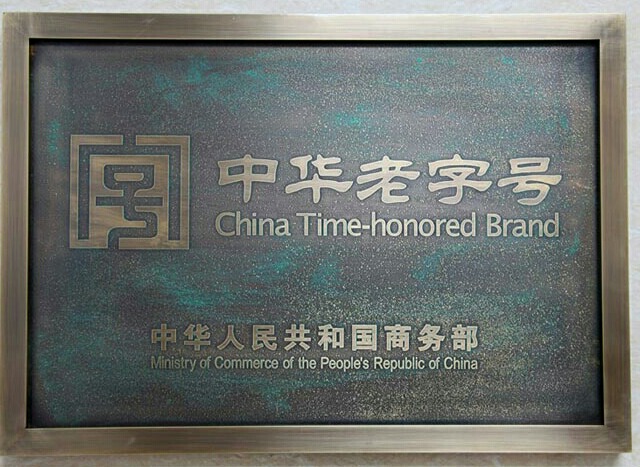 中华老字号
China Time-honored Brand
中华人民共和国商务部
Ministry of Commerce of the People's Republic of China